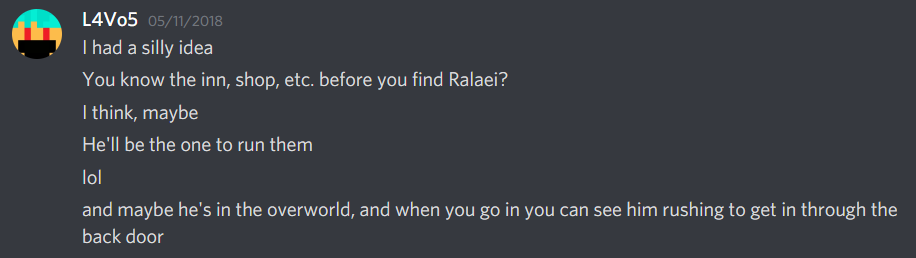 L4Vo5 05/11/2018
I had a silly idea
You know the inn, shop, etc. before you find Ralaei?
I think, maybe
He'll be the one to run them
lol
and maybe he's in the overworld, and when you go in you can see him rushing to get in through the
back door